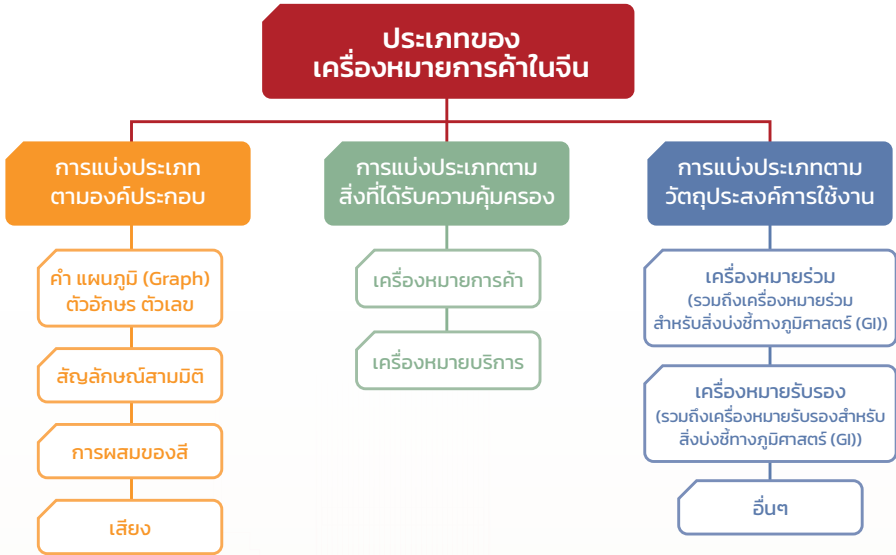 ประเภทของ
เครื่องหมายการค้าในจีน
การแบ่งประเภท
ตามองค์ประกอบ
คำ แผนภูมิ (Graph)
ตัวอักษร ตัวเลข
สัญลักษณ์สามมิติ
การผสมของสี
เสียง
การแบ่งประเภทตาม
สิ่งที่ได้รับความคุ้มครอง
เครื่องหมายการค้า
เครื่องหมายบริการ
การแบ่งประเภทตาม
วัตถุประสงค์การใช้งาน
เครื่องหมายร่วม
(รวมถึงเครื่องหมายร่วม
สำหรับสิ่งบ่งชี้ทางภูมิศาสตร์ (GI))
เครื่องหมายรับรอง
(รวมถึงเครื่องหมายรับรองสำหรับ
สิ่งบ่งชี้ทางภูมิศาสตร์ (GI))
อื่นๆ